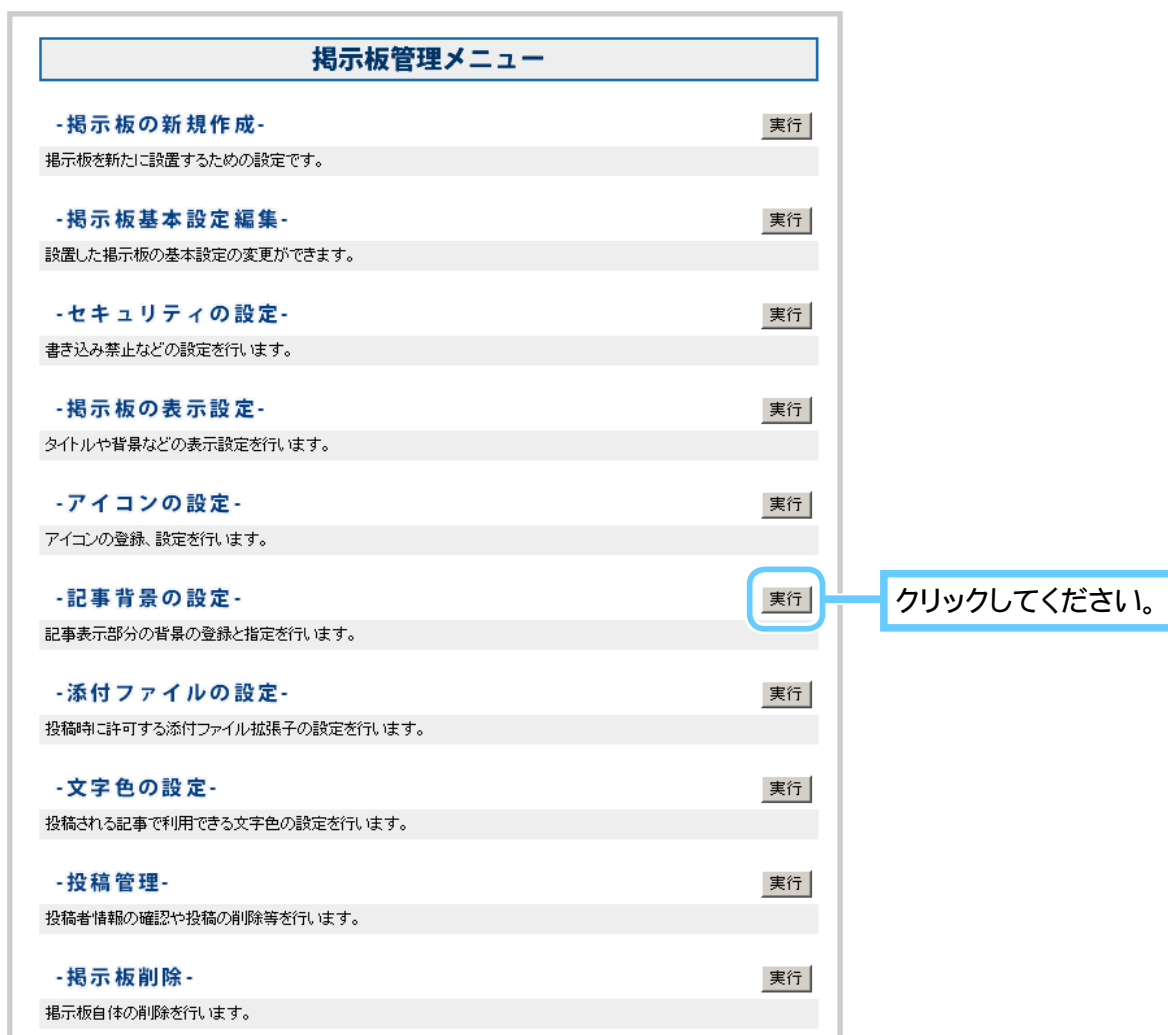 掲示板管理メニュー
-掲示板の新規作成-
実行
掲示板を新たに設置するための設定です。
-掲示板基本設定編集-
実行
設置した掲示板の基本設定の変更ができます。
-セキュリティの設定-
実行
書き込み禁止などの設定を行います。
-掲示板の表示設定-
実行
タイトルや背景などの表示設定を行います。
-アイコンの設定-
実行
アイコンの登録、設定を行います。
-記事背景の設定-
実行
クリックしてください。
記事表示部分の背景の登録と指定を行います。
-添付ファイルの設定-
実行
投稿時に許可する添付ファイル拡張子の設定を行います。
-文字色の設定-
実行
投稿される記事で利用できる文字色の設定を行います。
-投稿管理-
実行
投稿者情報の確認や投稿の削除等を行います。
-掲示板削除-
実行
掲示板自体の削除を行います。